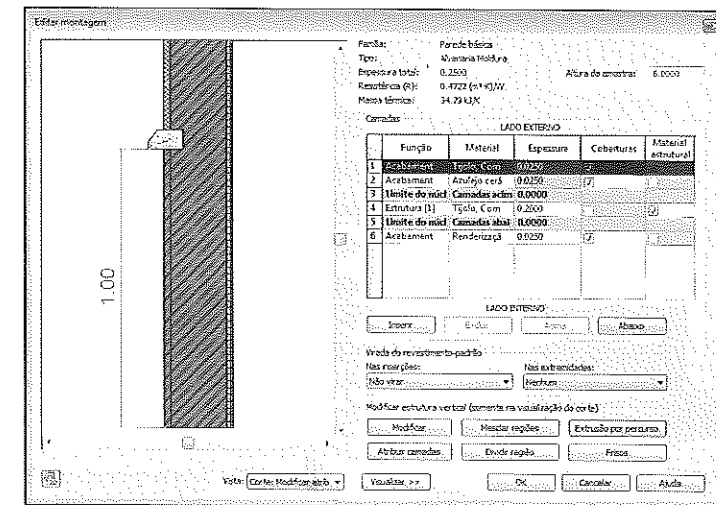 Editar montagem
Família: Parede básica
Tipo: Alvenaria Moldura
Espessura total: 0.2500 Altura da amostra: 6.0000
Resistência (R): 0.4722 (m²·K)/W
Massa térmica: 34.79 kJ/K
Camadas
LADO EXTERNO
Função Material Espessura Coberturas Material estrutural
1 Acabament Tijolo, Com 0.0250
2 Acabament Azulejo cerâ 0.0250
3 Limite do núcl Camadas acim 0.0000
4 Estrutura [1] Tijolo, Com 0.2000
5 Limite do núcl Camadas abai 0.0000
6 Acabament Renderizaçã 0.0250
LADO INTERNO
Inserir Excluir Acima Abaixo
Virada do revestimento padrão
Nas inserções: Nas extremidades:
Não virar Nenhum
Modificar estrutura vertical (somente na visualização do corte)
Modificar Mesclar regiões Extrusão por percurso
Atribuir camadas Dividir região Frisos
1.00
Vista: Corte: Modificar atrib Visualizar >> OK Cancelar Ajuda